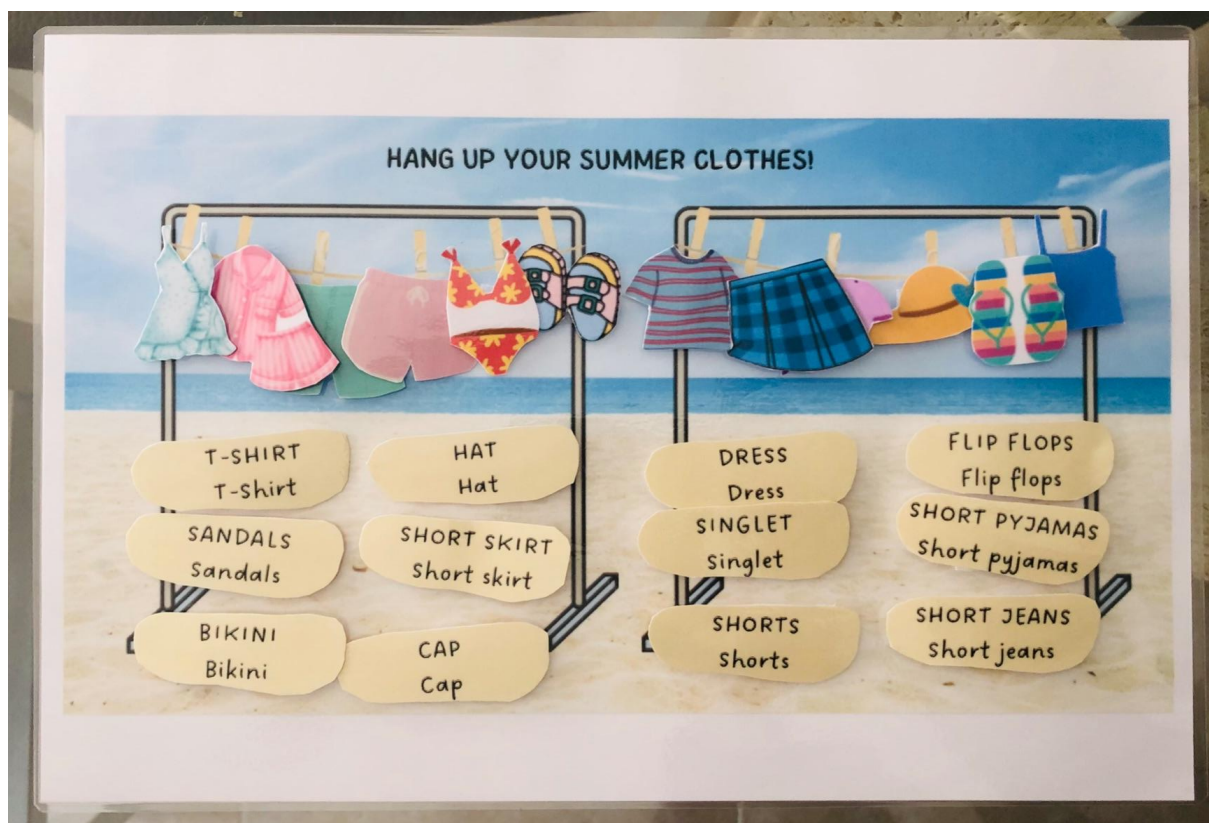 HANG UP YOUR SUMMER CLOTHES!
T-SHIRT
T-Shirt
HAT
Hat
SANDALS
Sandals
SHORT SKIRT
Short skirt
BIKINI
Bikini
CAP
Cap
DRESS
Dress
FLIP FLOPS
Flip flops
SINGLET
Singlet
SHORT PYJAMAS
Short pyjamas
SHORTS
Shorts
SHORT JEANS
Short jeans